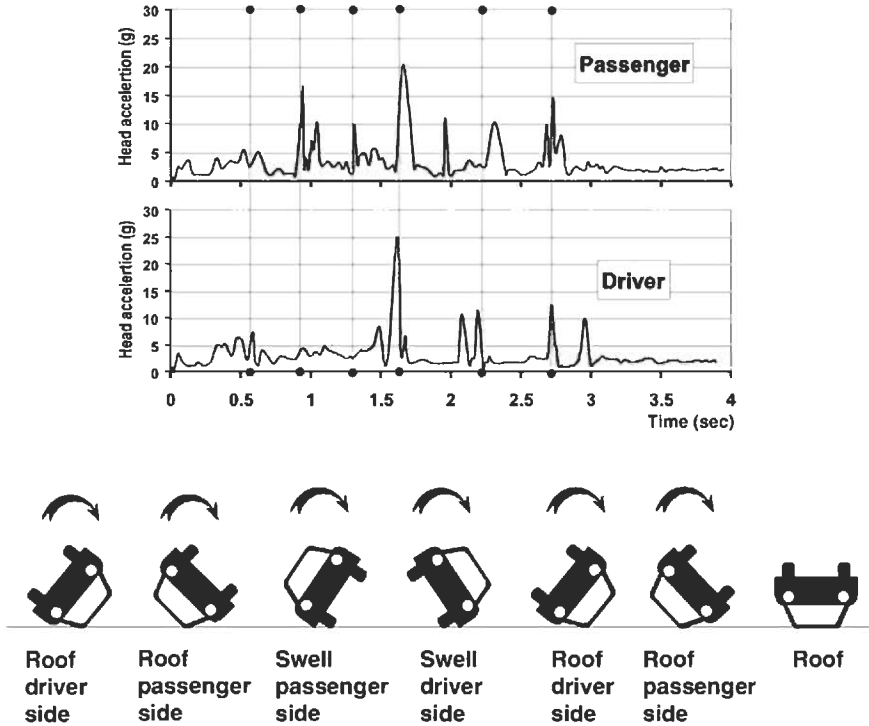 Head accelertion (g)
30
25
20
15
10
5
0
Passenger
Head accelertion (g)
30
25
20
15
10
5
0
Driver
0 0.5 1 1.5 2 2.5 3 3.5 4
Time (sec)
Roof driver side
Roof passenger side
Swell passenger side
Swell driver side
Roof driver side
Roof passenger side
Roof